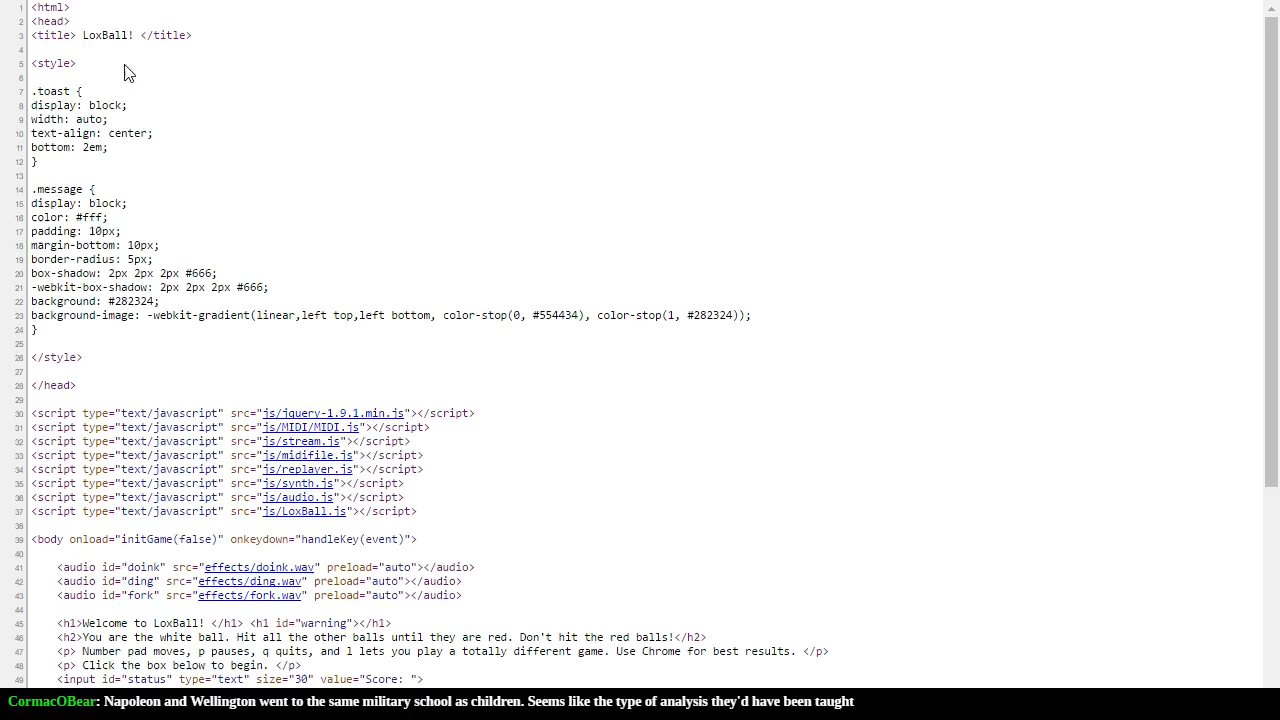 1 <html>
2 <head>
3 <title> LoxBall! </title>
4
5 <style>
6
7 .toast {
8 display: block;
9 width: auto;
10 text-align: center;
11 bottom: 2em;
12 }
13
14 .message {
15 display: block;
16 color: #fff;
17 padding: 10px;
18 margin-bottom: 10px;
19 border-radius: 5px;
20 box-shadow: 2px 2px 2px #666;
21 -webkit-box-shadow: 2px 2px 2px #666;
22 background: #282324;
23 background-image: -webkit-gradient(linear,left top,left bottom, color-stop(0, #554434), color-stop(1, #282324));
24 }
25
26 </style>
27
28 </head>
29
30 <script type="text/javascript" src="js/jquery-1.9.1.min.js"></script>
31 <script type="text/javascript" src="js/MIDI/MIDI.js"></script>
32 <script type="text/javascript" src="js/stream.js"></script>
33 <script type="text/javascript" src="js/midifile.js"></script>
34 <script type="text/javascript" src="js/replayer.js"></script>
35 <script type="text/javascript" src="js/synth.js"></script>
36 <script type="text/javascript" src="js/audio.js"></script>
37 <script type="text/javascript" src="js/LoxBall.js"></script>
38
39 <body onload="initGame(false)" onkeydown="handleKey(event)">
40
41 <audio id="doink" src="effects/doink.wav" preload="auto"></audio>
42 <audio id="ding" src="effects/ding.wav" preload="auto"></audio>
43 <audio id="fork" src="effects/fork.wav" preload="auto"></audio>
44
45 <h1>Welcome to LoxBall! </h1> <h1 id="warning"></h1>
46 <h2>You are the white ball. Hit all the other balls until they are red. Don't hit the red balls!</h2>
47 <p> Number pad moves, p pauses, q quits, and l lets you play a totally different game. Use Chrome for best results. </p>
48 <p> Click the box below to begin. </p>
49 <input id="status" type="text" size="30" value="Score: ">
CormacOBear: Napoleon and Wellington went to the same military school as children. Seems like the type of analysis they'd have been taught